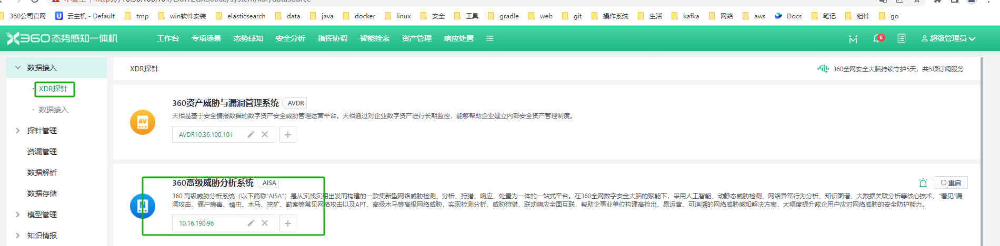 360公司官网 云主机 - Default tmp win软件安装 elasticsearch data java docker linux 安全 工具 gradle web git 操作系统 生活 kafka 网络 aws Docs 笔记 组件 go
360态势感知一体机 工作台 专项场景 态势感知 安全分析 指挥协调 智能检索 资产管理 响应处置 6 超级管理员
数据接入
· XDR探针
· 数据接入
探针管理
资漏管理
数据解析
数据存储
模型管理
知识情报
XDR探针 360全网安全大脑持续守护5天，共5项订阅服务
AV
360资产威胁与漏洞管理系统 AVDR
天相是基于安全情报数据的数字资产安全威胁管理运营平台。天相通过对企业数字资产进行长期监控，能够帮助企业建立内部安全资产管理制度。
AVDR10.36.100.101
N
360高级威胁分析系统 AISA 重启
360 高级威胁分析系统（以下简称“AISA”）是从实战实用出发而构建的一款集新型网络威胁检测、分析、狩猎、响应、处置为一体的一站式平台。在360全网数字安全大脑的赋能下，采用人工智能、动静态威胁检测、网络异常行为分析、知识图谱、大数据关联分析等核心技术，“看见”漏
洞攻击、僵尸病毒、蠕虫、木马、挖矿、勒索等常见网络攻击以及APT、高级木马等高级网络威胁，实现检测分析、威胁狩猎、联动响应全面互联，帮助企事业单位构建高检出、易运营、可追溯的网络威胁感知解决方案，大幅度提升政企用户应对网络威胁的安全防护能力。
10.16.190.96